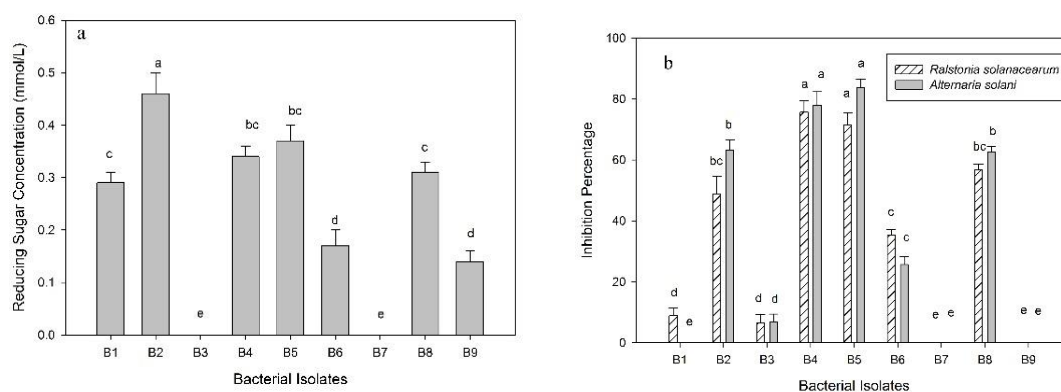 a
Reducing Sugar Concentration (mmol/L)
0.6
0.5
0.4
0.3
0.2
0.1
0.0
c
a
e
bc
bc
d
e
c
d
B1 B2 B3 B4 B5 B6 B7 B8 B9
Bacterial Isolates
b
Ralstonia solanacearum
Alternaria solani
Inhibition Percentage
100
80
60
40
20
0
d e
bc b
d d
a a
a a
c c
e e
bc b
e e
B1 B2 B3 B4 B5 B6 B7 B8 B9
Bacterial Isolates